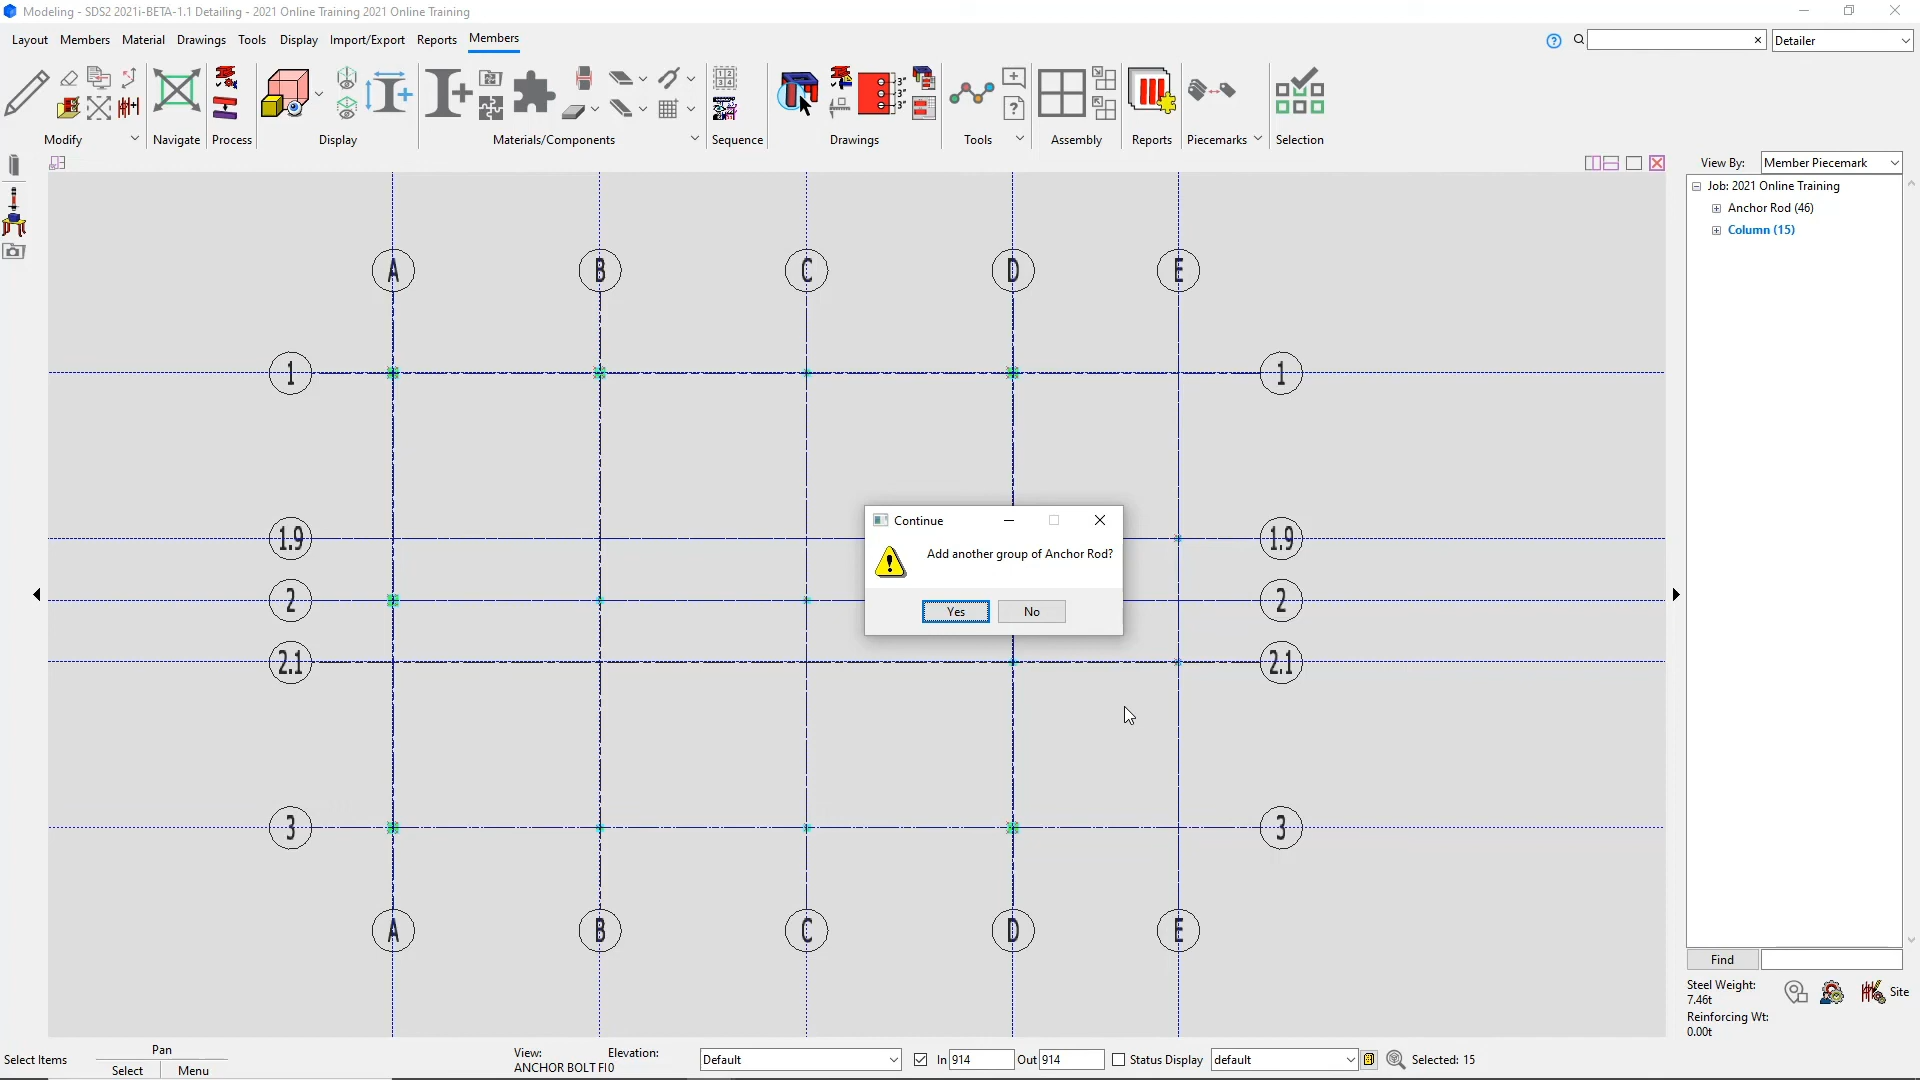 Modeling - SDS2 2021i-BETA-1.1 Detailing - 2021 Online Training 2021 Online Training
Layout Members Material Drawings Tools Display Import/Export Reports Members
Detailer
Modify Navigate Process Display Materials/Components Sequence Drawings Tools Assembly Reports Piecemarks Selection
View By: Member Piecemark
Job: 2021 Online Training
Anchor Rod (46)
Column (15)
A B C D E
1 1
1.9 1.9
2 2
2.1 2.1
3 3
A B C D E
Continue
Add another group of Anchor Rod?
Yes No
Find
Steel Weight:
7.46t
Site
Reinforcing Wt:
0.00t
Select Items
Pan
Select Menu
View: Elevation:
ANCHOR BOLT Fl0
Default
In 914 Out 914
Status Display default
Selected: 15